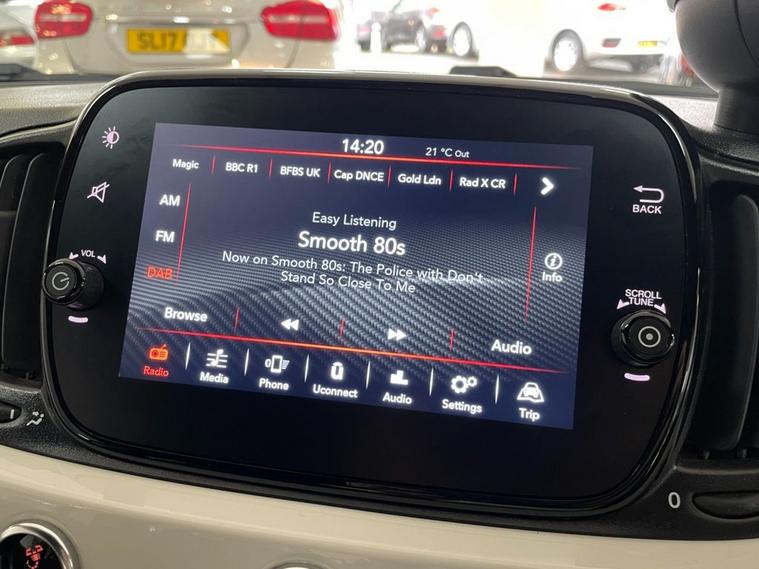 SL17
14:20
21 °C Out
Magic
BBC R1
BFBS UK
Cap DNCE
Gold Ldn
Rad X CR
BACK
AM
FM
DAB
Easy Listening
Smooth 80s
Now on Smooth 80s: The Police with Don't
Stand So Close To Me
Info
VOL
SCROLL
TUNE
Browse
Audio
Radio
Media
Phone
Uconnect
Audio
Settings
Trip
0